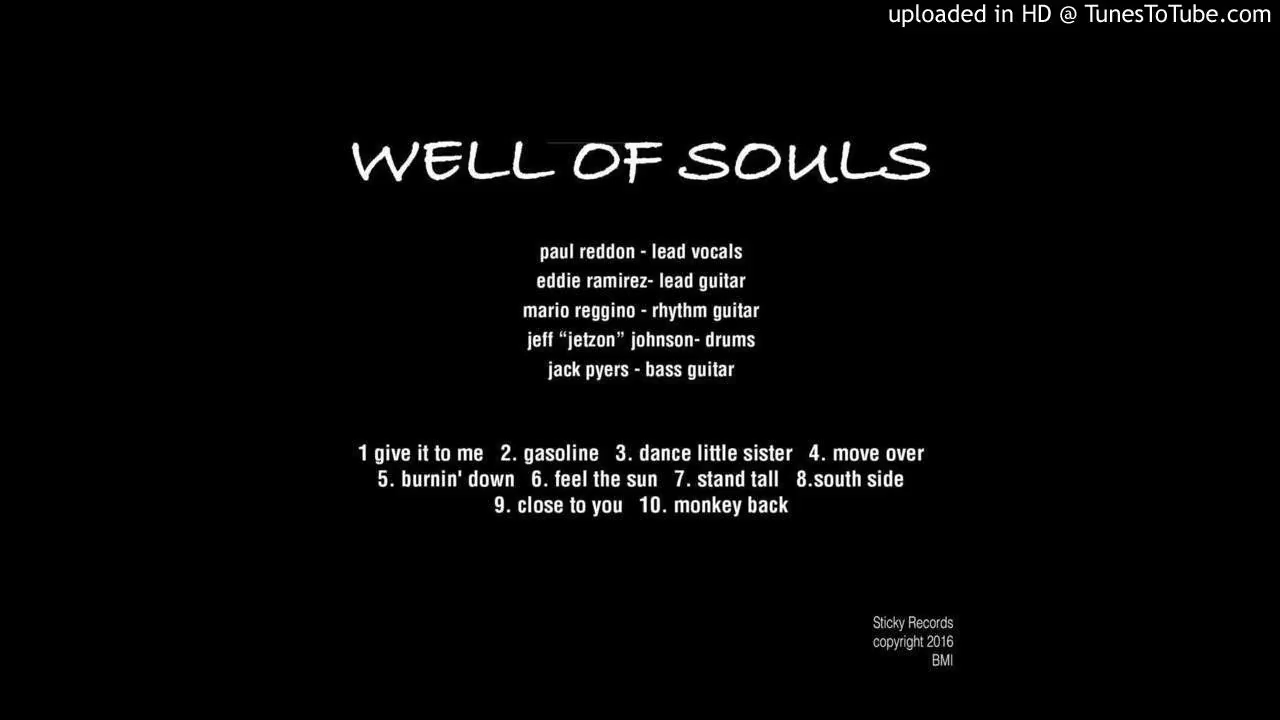 uploaded in HD @ TunesToTube.com
WELL OF SOULS
paul reddon - lead vocals
eddie ramirez- lead guitar
mario reggino - rhythm guitar
jeff “jetzon” johnson- drums
jack pyers - bass guitar
1 give it to me 2. gasoline 3. dance little sister 4. move over
5. burnin' down 6. feel the sun 7. stand tall 8.south side
9. close to you 10. monkey back
Sticky Records
copyright 2016
BMI